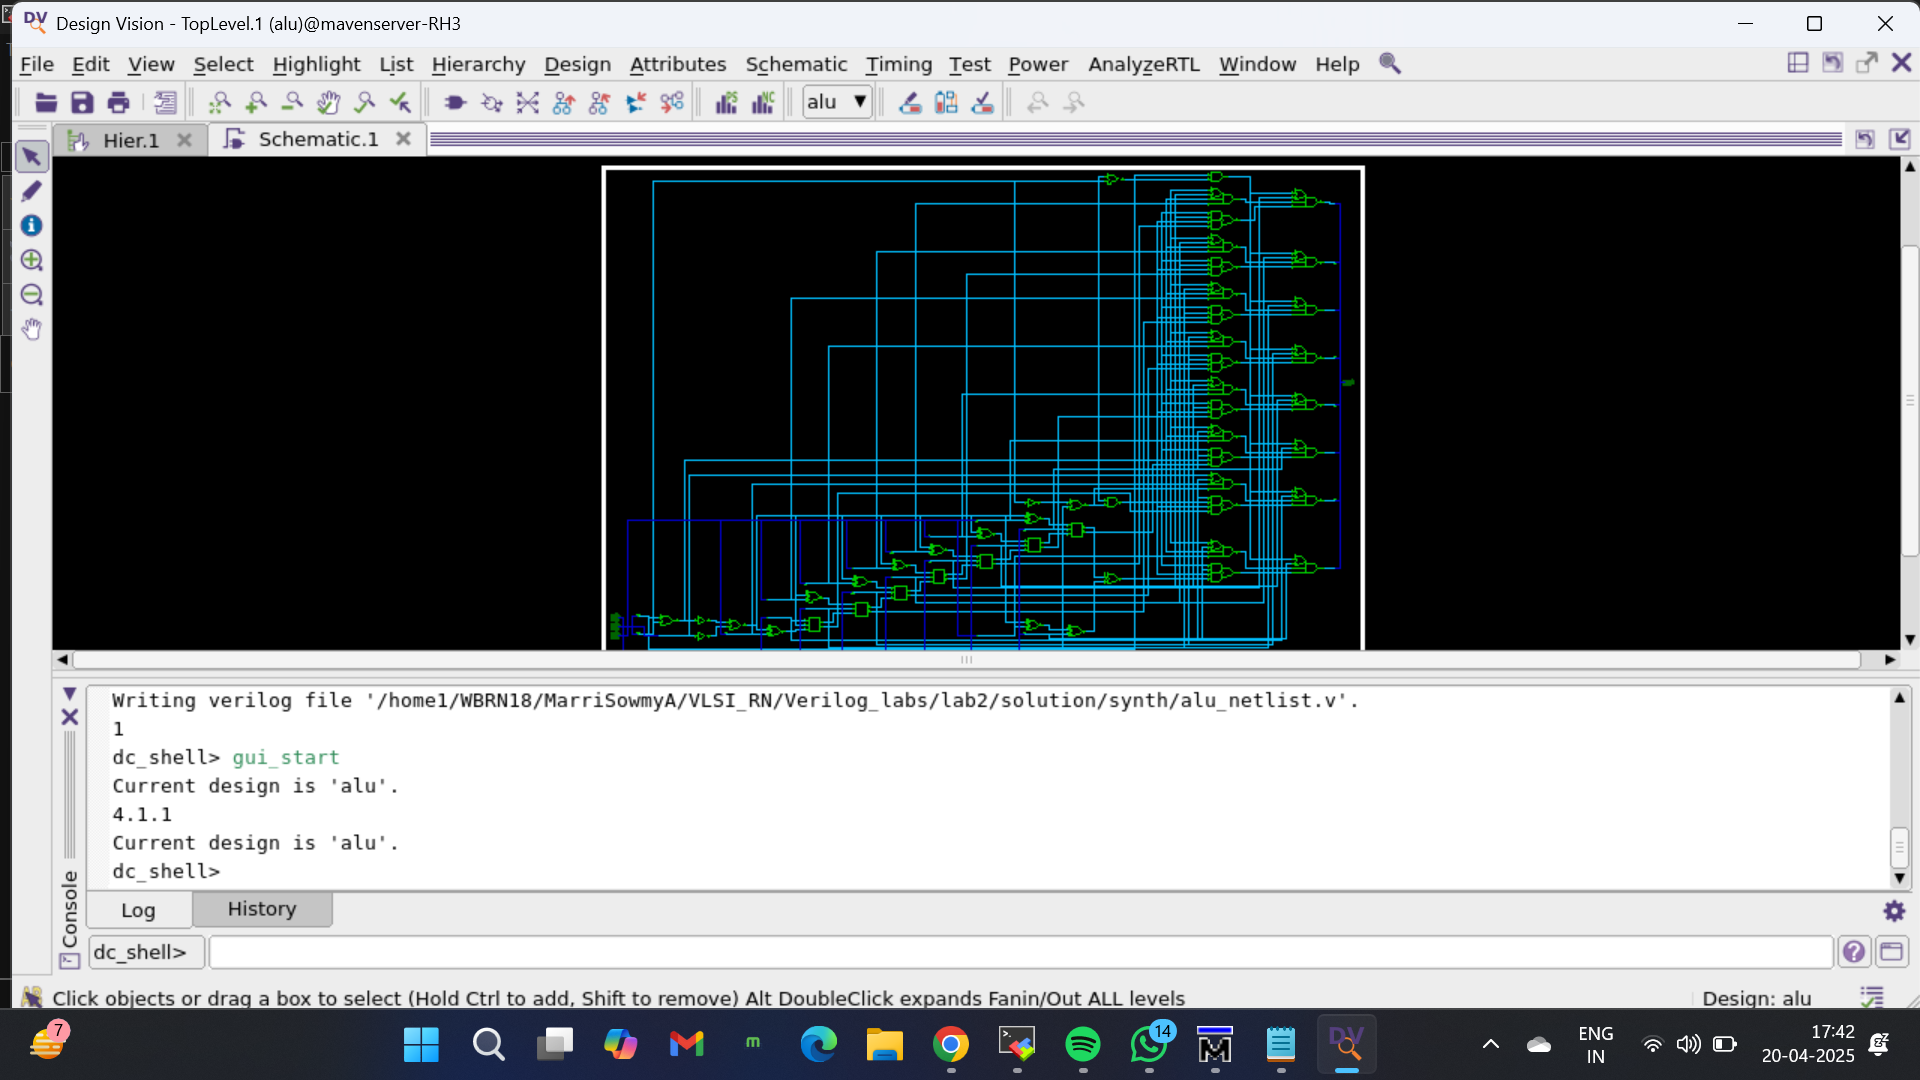 Design Vision - TopLevel.1 (alu)@mavenserver-RH3
File Edit View Select Highlight List Hierarchy Design Attributes Schematic Timing Test Power AnalyzeRTL Window Help
alu
Hier.1 Schematic.1
Writing verilog file '/home1/WBRN18/MarriSowmyA/VLSI_RN/Verilog_labs/lab2/solution/synth/alu_netlist.v'.
1
dc_shell> gui_start
Current design is 'alu'.
4.1.1
Current design is 'alu'.
dc_shell>
Console
Log History
dc_shell>
Click objects or drag a box to select (Hold Ctrl to add, Shift to remove) Alt DoubleClick expands Fanin/Out ALL levels Design: alu
7
m
14
M
DV
ENG
IN
17:42
20-04-2025